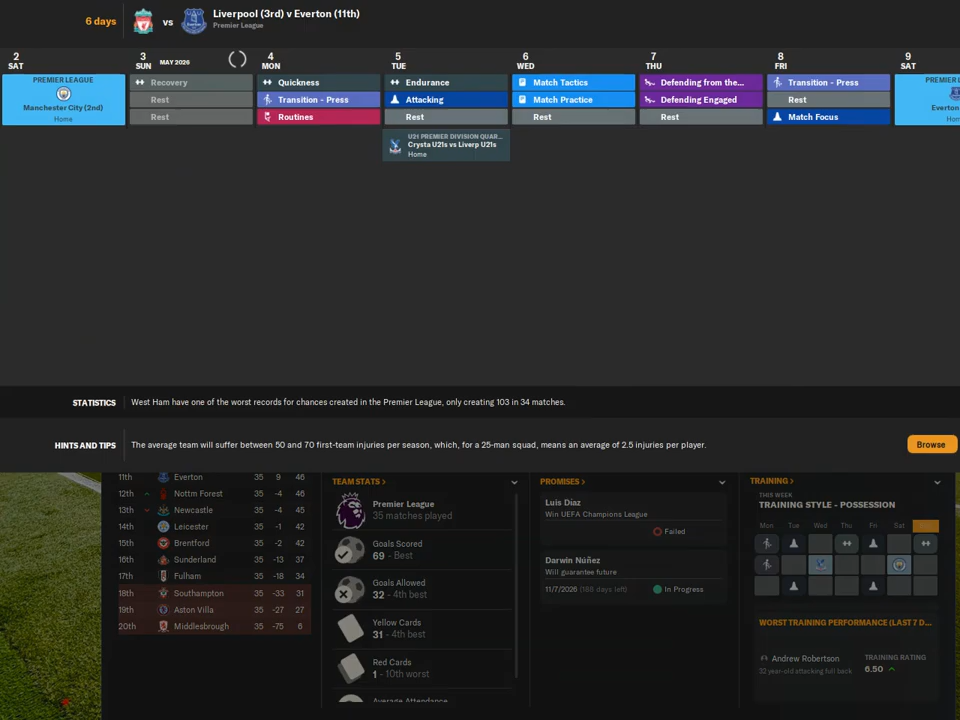 6 days
vs
Liverpool (3rd) v Everton (11th)
Premier League
2
SAT
3
SUN
MAY 2026
4
MON
5
TUE
6
WED
7
THU
8
FRI
9
SAT
PREMIER LEAGUE
Manchester City (2nd)
Home
Recovery
Rest
Rest
Quickness
Transition - Press
Routines
Endurance
Attacking
Rest
Match Tactics
Match Practice
Rest
Defending from the...
Defending Engaged
Rest
Transition - Press
Rest
Match Focus
PREMIER L
Everton
Hom
U21 PREMIER DIVISION QUAR...
Crysta U21s vs Liverp U21s
Home
STATISTICS
West Ham have one of the worst records for chances created in the Premier League, only creating 103 in 34 matches.
HINTS AND TIPS
The average team will suffer between 50 and 70 first-team injuries per season, which, for a 25-man squad, means an average of 2.5 injuries per player.
Browse
11th Everton 35 9 46
12th Nottm Forest 35 -4 46
13th Newcastle 35 -4 45
14th Leicester 35 -1 42
15th Brentford 35 -2 42
16th Sunderland 35 -13 37
17th Fulham 35 -18 34
18th Southampton 35 -33 31
19th Aston Villa 35 -27 27
20th Middlesbrough 35 -75 6
TEAM STATS >
Premier League
35 matches played
Goals Scored
69 - Best
Goals Allowed
32 - 4th best
Yellow Cards
31 - 4th best
Red Cards
1 - 10th worst
Average Attendance
PROMISES >
Luis Díaz
Win UEFA Champions League
Failed
Darwin Núñez
Will guarantee future
11/7/2026 (188 days left)
In Progress
TRAINING >
THIS WEEK
TRAINING STYLE - POSSESSION
Mon Tue Wed Thu Fri Sat
WORST TRAINING PERFORMANCE (LAST 7 D...
Andrew Robertson
32 year-old attacking full back
TRAINING RATING
6.50